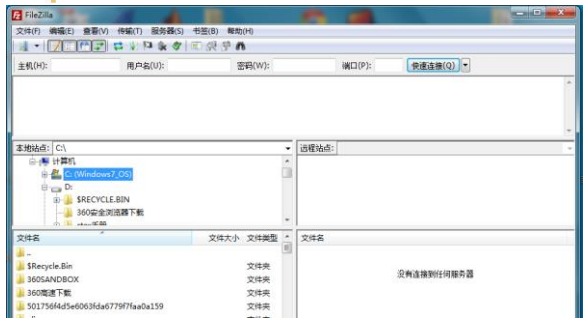 FileZilla
文件(F) 编辑(E) 查看(V) 传输(T) 服务器(S) 书签(B) 帮助(H)
主机(H): 用户名(U): 密码(W): 端口(P): 快速连接(Q)
本地站点: C:\ 远程站点:
计算机
C: (Windows7_OS)
D:
$RECYCLE.BIN
360安全浏览器下载
文件名 文件大小 文件类型 文件名
..
$Recycle.Bin 文件夹
360SANDBOX 文件夹
360高速下载 文件夹
501756f4d5e6063fda6779f7faa0a159 文件夹
没有连接到任何服务器